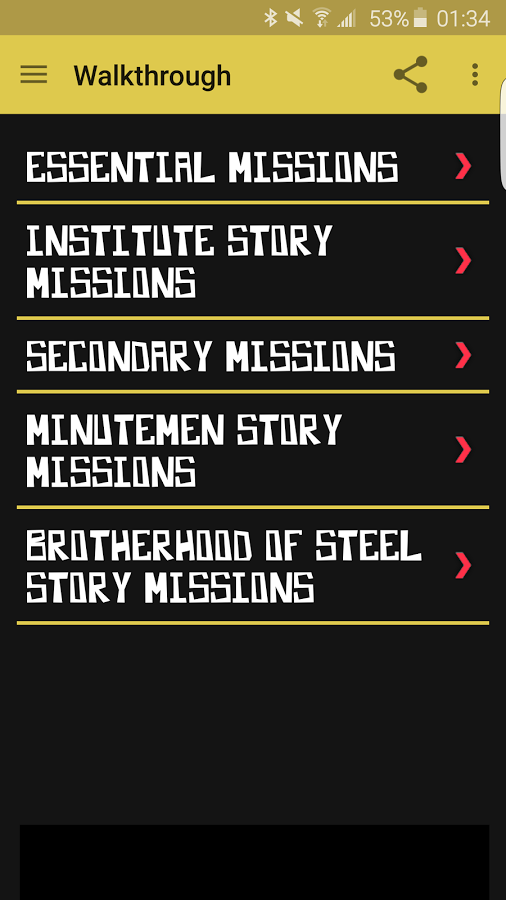 53% 01:34
Walkthrough
ESSENTIAL MISSIONS
INSTITUTE STORY
MISSIONS
SECONDARY MISSIONS
MINUTEMEN STORY
MISSIONS
BROTHERHOOD OF STEEL
STORY MISSIONS